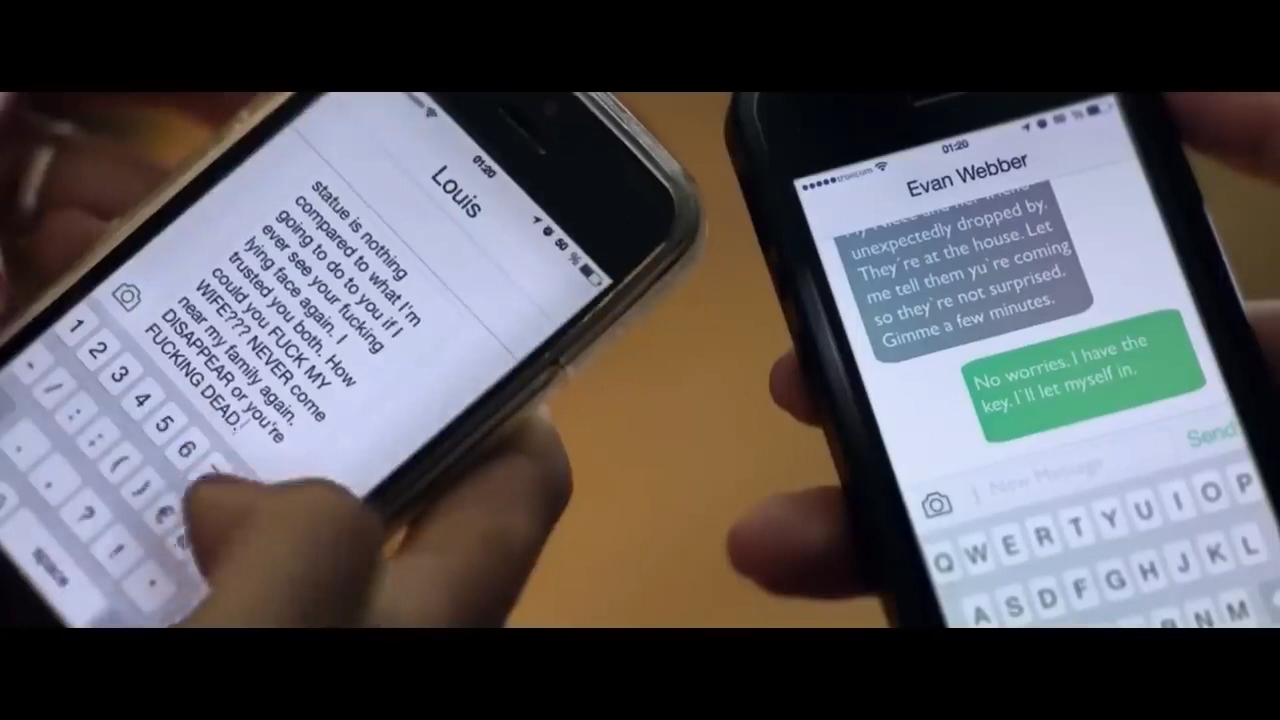 01:20
50 %
Louis
statue is nothing
compared to what I'm
going to do to you if I
ever see your fucking
lying face again. I
trusted you both. How
could you FUCK MY
WIFE??? NEVER come
near my family again.
DISAPPEAR or you're
FUCKING DEAD!
1 2 3 4 5 6
- / : ; (
. , ? ! '
space
01:20
%
Evan Webber
unexpectedly dropped by.
They're at the house. Let
me tell them yu`re coming
so they`re not surprised.
Gimme a few minutes.
No worries. I have the
key. I`ll let myself in.
Send
New Message
Q W E R T Y U I O P
A S D F G H J K L
B N M